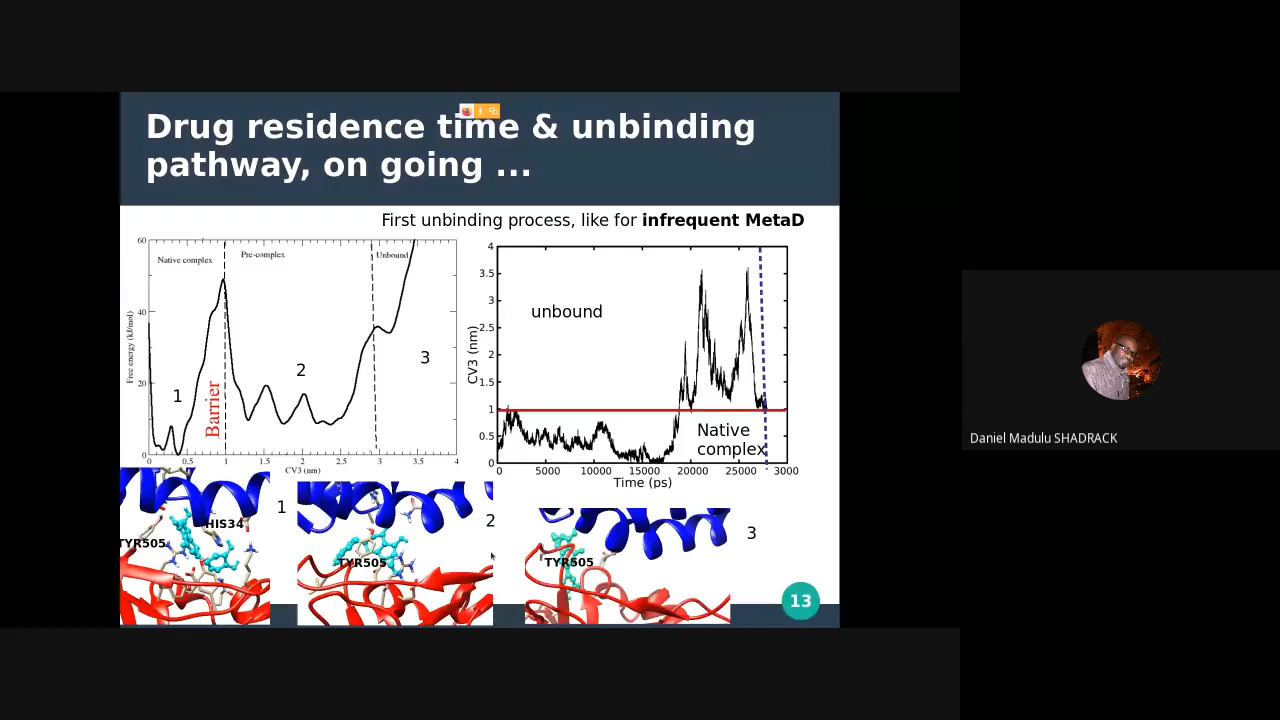 Drug residence time & unbinding
pathway, on going ...
First unbinding process, like for infrequent MetaD
60
40
20
0
Free energy (kJ/mol)
Native complex
Pre-complex
Unbound
1
Barrier
2
3
0 0.5 1 1.5 2 2.5 3 3.5 4
CV3 (nm)
4
3.5
3
2.5
2
1.5
1
0.5
0
CV3 (nm)
unbound
Native
complex
0 5000 10000 15000 20000 25000 3000
Time (ps)
HIS34
TYR505
1
TYR505
2
TYR505
3
13
Daniel Madulu SHADRACK